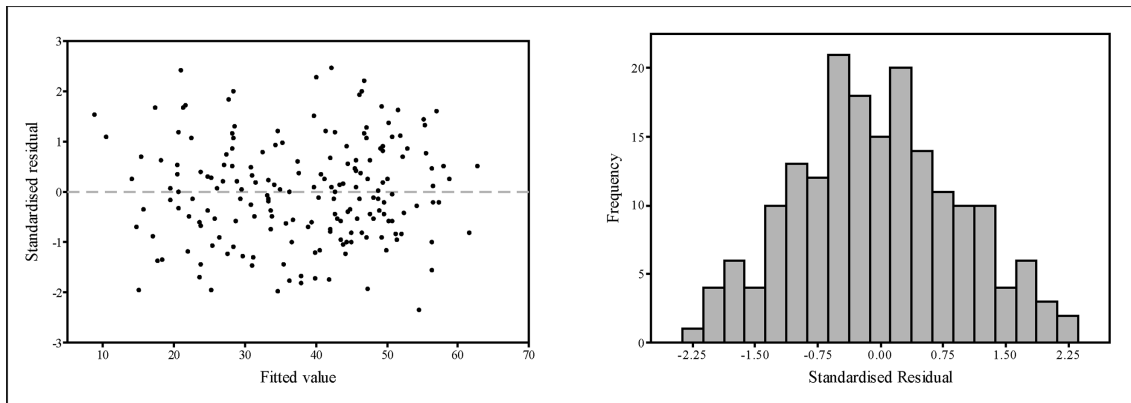 3
2
1
0
-1
-2
-3
10 20 30 40 50 60 70
Standardised residual
Fitted value
20
15
10
5
0
-2.25 -1.50 -0.75 0.00 0.75 1.50 2.25
Frequency
Standardised Residual